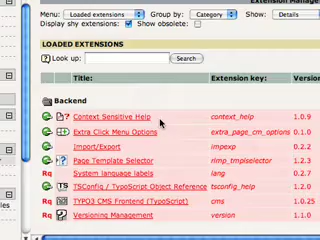 Extension Manage
Menu: Loaded extensions Group by: Category Show: Details
Display shy extensions: Show obsolete:
LOADED EXTENSIONS
Look up: Search
Title: Extension key: Versio
Backend
Context Sensitive Help context_help 1.0.9
Extra Click Menu Options extra_page_cm_options 0.1.0
Import/Export impexp 0.2.2
Page Template Selector rlmp_tmplselector 1.2.3
Rq System language labels lang 0.2.7
TS TSConfig / TypoScript Object Reference tsconfig_help 1.2.0
Rq TYPO3 CMS Frontend (TypoScript) cms 1.0.25
Rq Versioning Management version 1.1.0
les